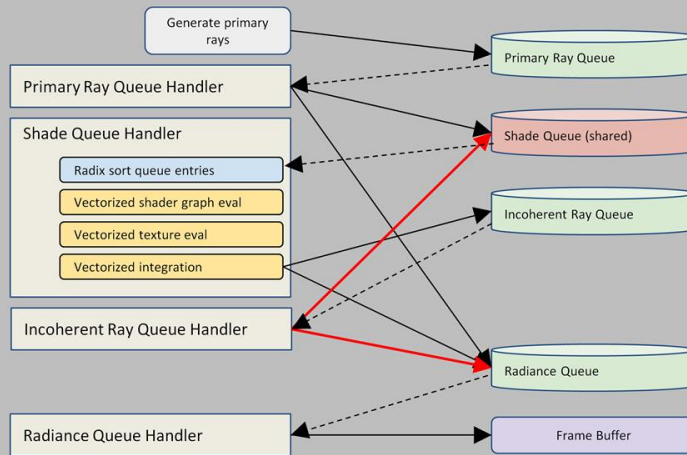 Generate primary
rays
Primary Ray Queue
Primary Ray Queue Handler
Shade Queue Handler
Shade Queue (shared)
Radix sort queue entries
Vectorized shader graph eval
Incoherent Ray Queue
Vectorized texture eval
Vectorized integration
Incoherent Ray Queue Handler
Radiance Queue
Radiance Queue Handler
Frame Buffer